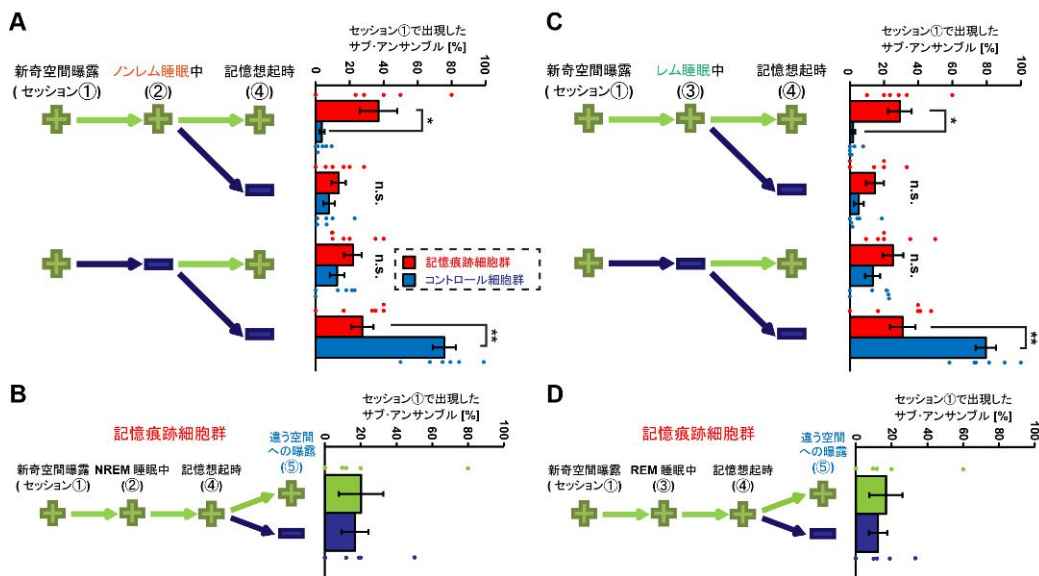 A
セッション①で出現した
サブ・アンサンブル [%]
0 20 40 60 80 100
新奇空間曝露
(セッション①)
ノンレム睡眠中
(②)
記憶想起時
(④)
*
n.s.
n.s.
**
記憶痕跡細胞群
コントロール細胞群
C
セッション①で出現した
サブ・アンサンブル [%]
0 20 40 60 80 100
新奇空間曝露
(セッション①)
レム睡眠中
(③)
記憶想起時
(④)
*
n.s.
n.s.
**
B
セッション①で出現した
サブ・アンサンブル [%]
0 20 40 60 80 100
記憶痕跡細胞群
違う空間
への曝露
(⑤)
新奇空間曝露
(セッション①)
NREM 睡眠中
(②)
記憶想起時
(④)
D
セッション①で出現した
サブ・アンサンブル [%]
0 20 40 60 80 100
記憶痕跡細胞群
違う空間
への曝露
(⑤)
新奇空間曝露
(セッション①)
REM 睡眠中
(③)
記憶想起時
(④)